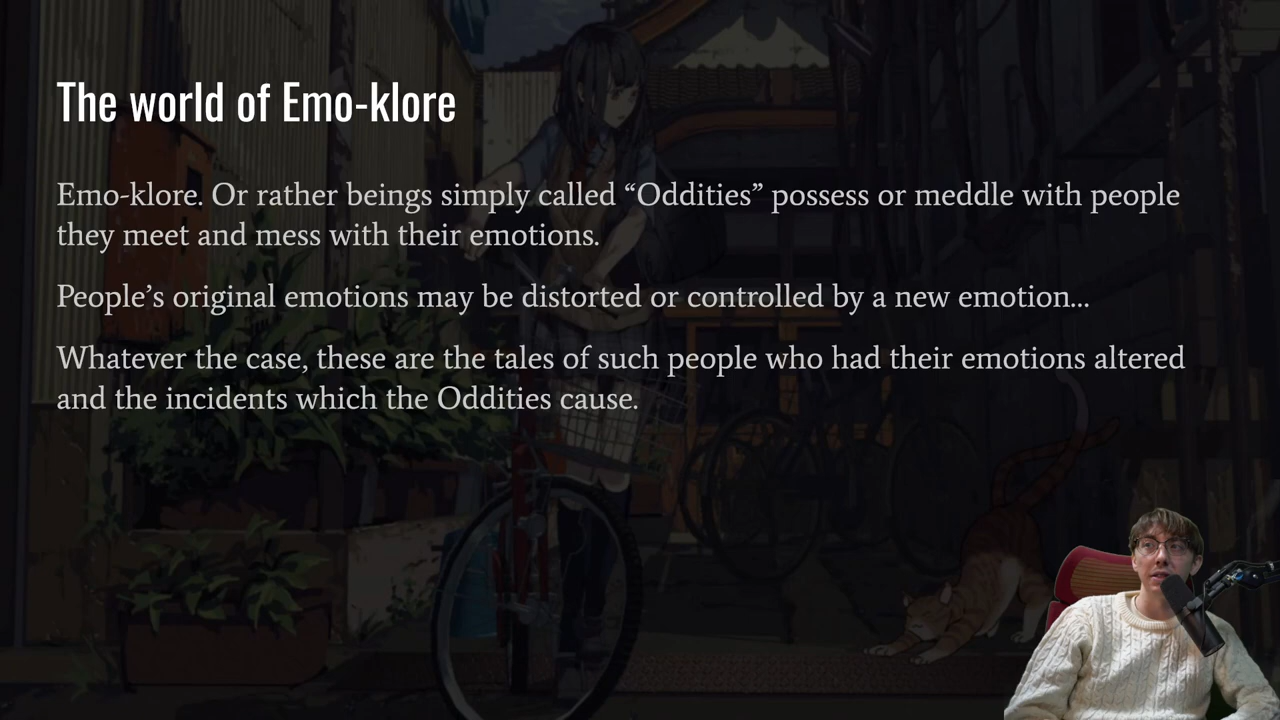 The world of Emo-klore
Emo-klore. Or rather beings simply called “Oddities” possess or meddle with people
they meet and mess with their emotions.
People’s original emotions may be distorted or controlled by a new emotion...
Whatever the case, these are the tales of such people who had their emotions altered
and the incidents which the Oddities cause.